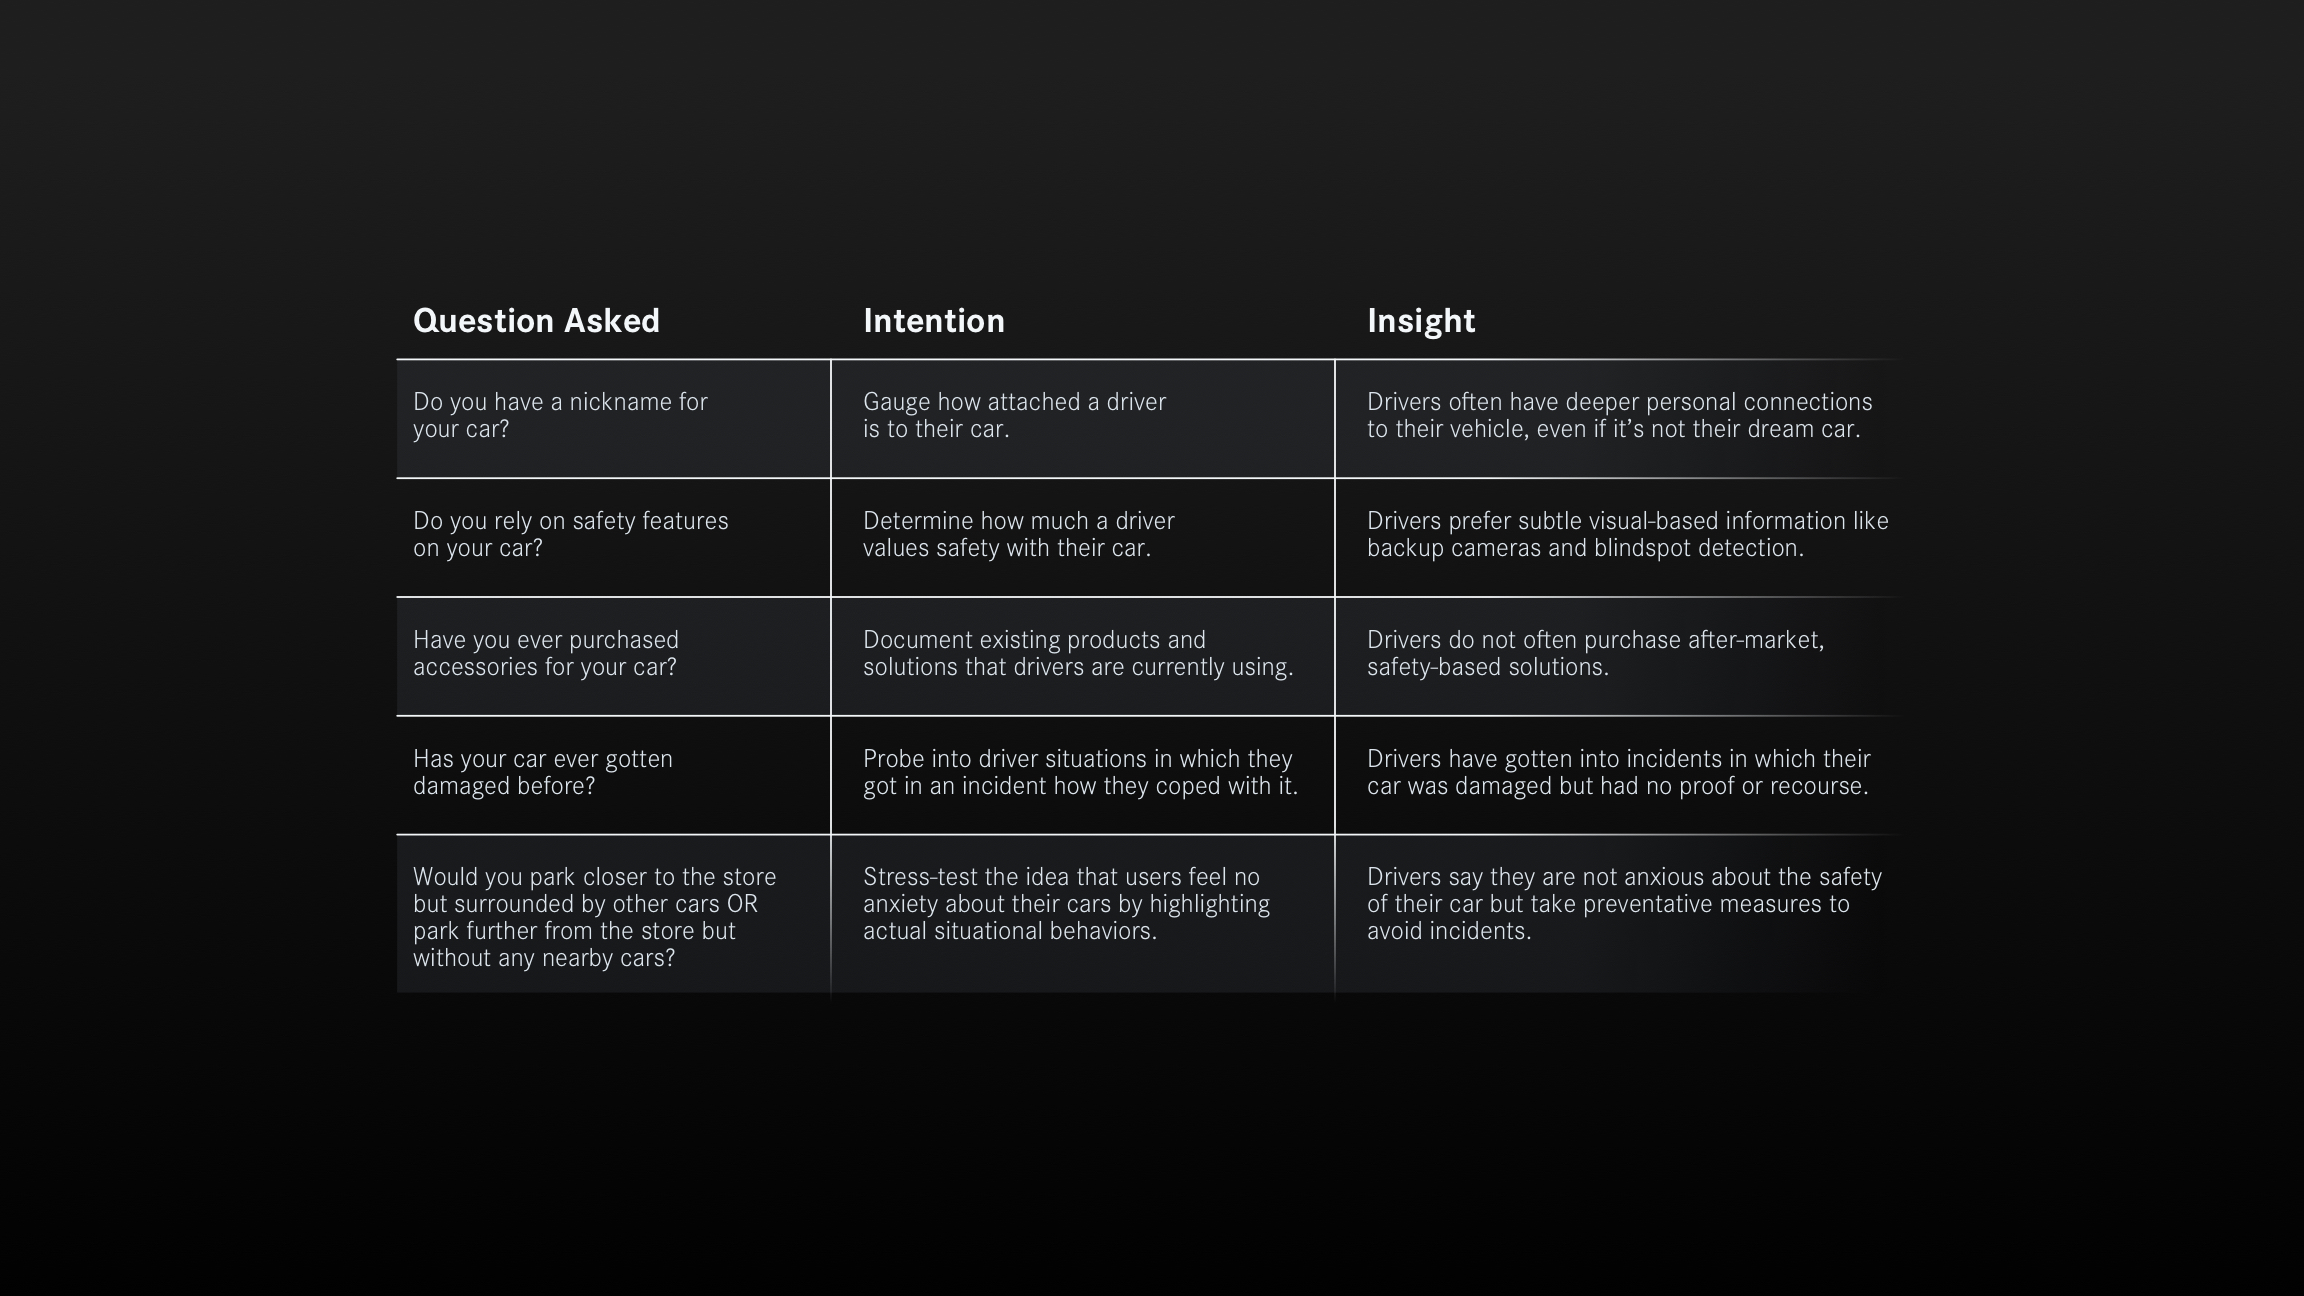 Question Asked
Intention
Insight
Do you have a nickname for
your car?
Gauge how attached a driver
is to their car.
Drivers often have deeper personal connections
to their vehicle, even if it’s not their dream car.
Do you rely on safety features
on your car?
Determine how much a driver
values safety with their car.
Drivers prefer subtle visual-based information like
backup cameras and blindspot detection.
Have you ever purchased
accessories for your car?
Document existing products and
solutions that drivers are currently using.
Drivers do not often purchase after-market,
safety-based solutions.
Has your car ever gotten
damaged before?
Probe into driver situations in which they
got in an incident how they coped with it.
Drivers have gotten into incidents in which their
car was damaged but had no proof or recourse.
Would you park closer to the store
but surrounded by other cars OR
park further from the store but
without any nearby cars?
Stress-test the idea that users feel no
anxiety about their cars by highlighting
actual situational behaviors.
Drivers say they are not anxious about the safety
of their car but take preventative measures to
avoid incidents.